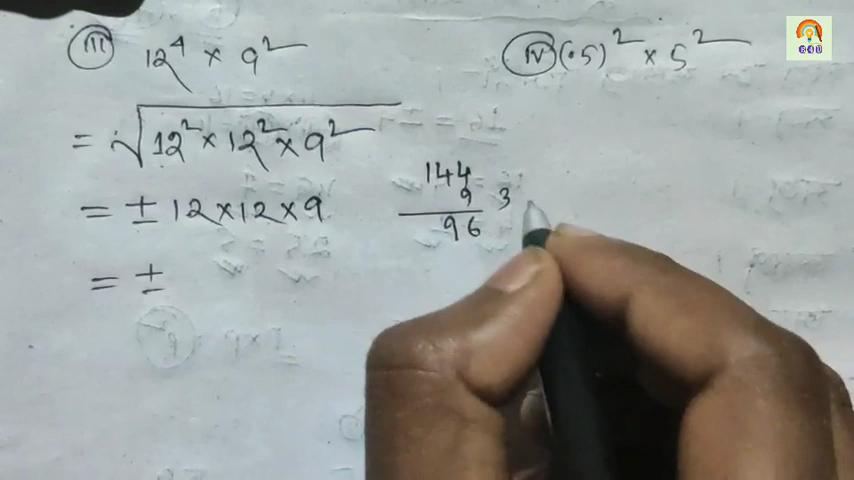 III 12⁴ × 9²
= √12² × 12² × 9²
= ± 12 × 12 × 9
= ±
144
9 3
96
IV (.5)² × 5²